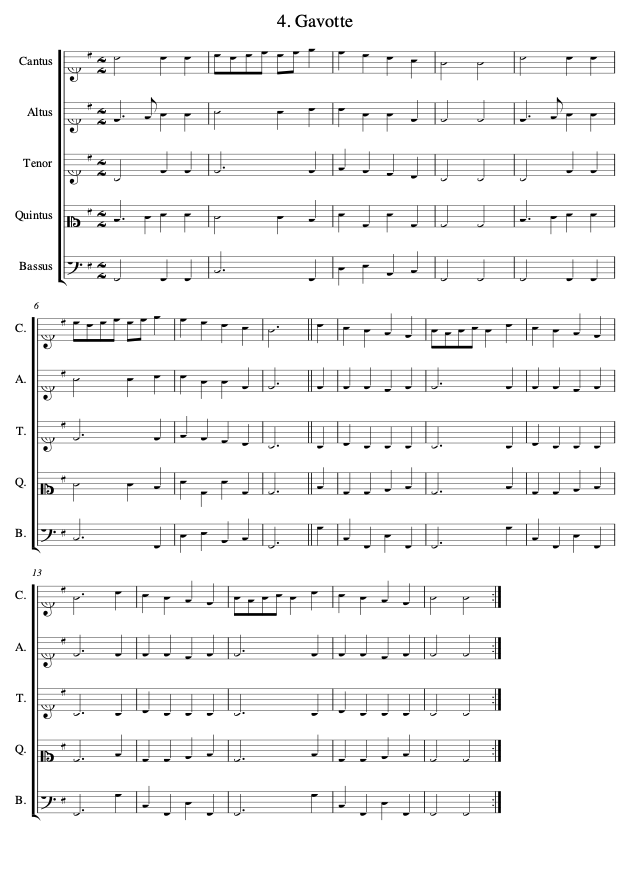 4. Gavotte
Cantus
Altus
Tenor
Quintus
Bassus
6
C.
A.
T.
Q.
B.
13
C.
A.
T.
Q.
B.